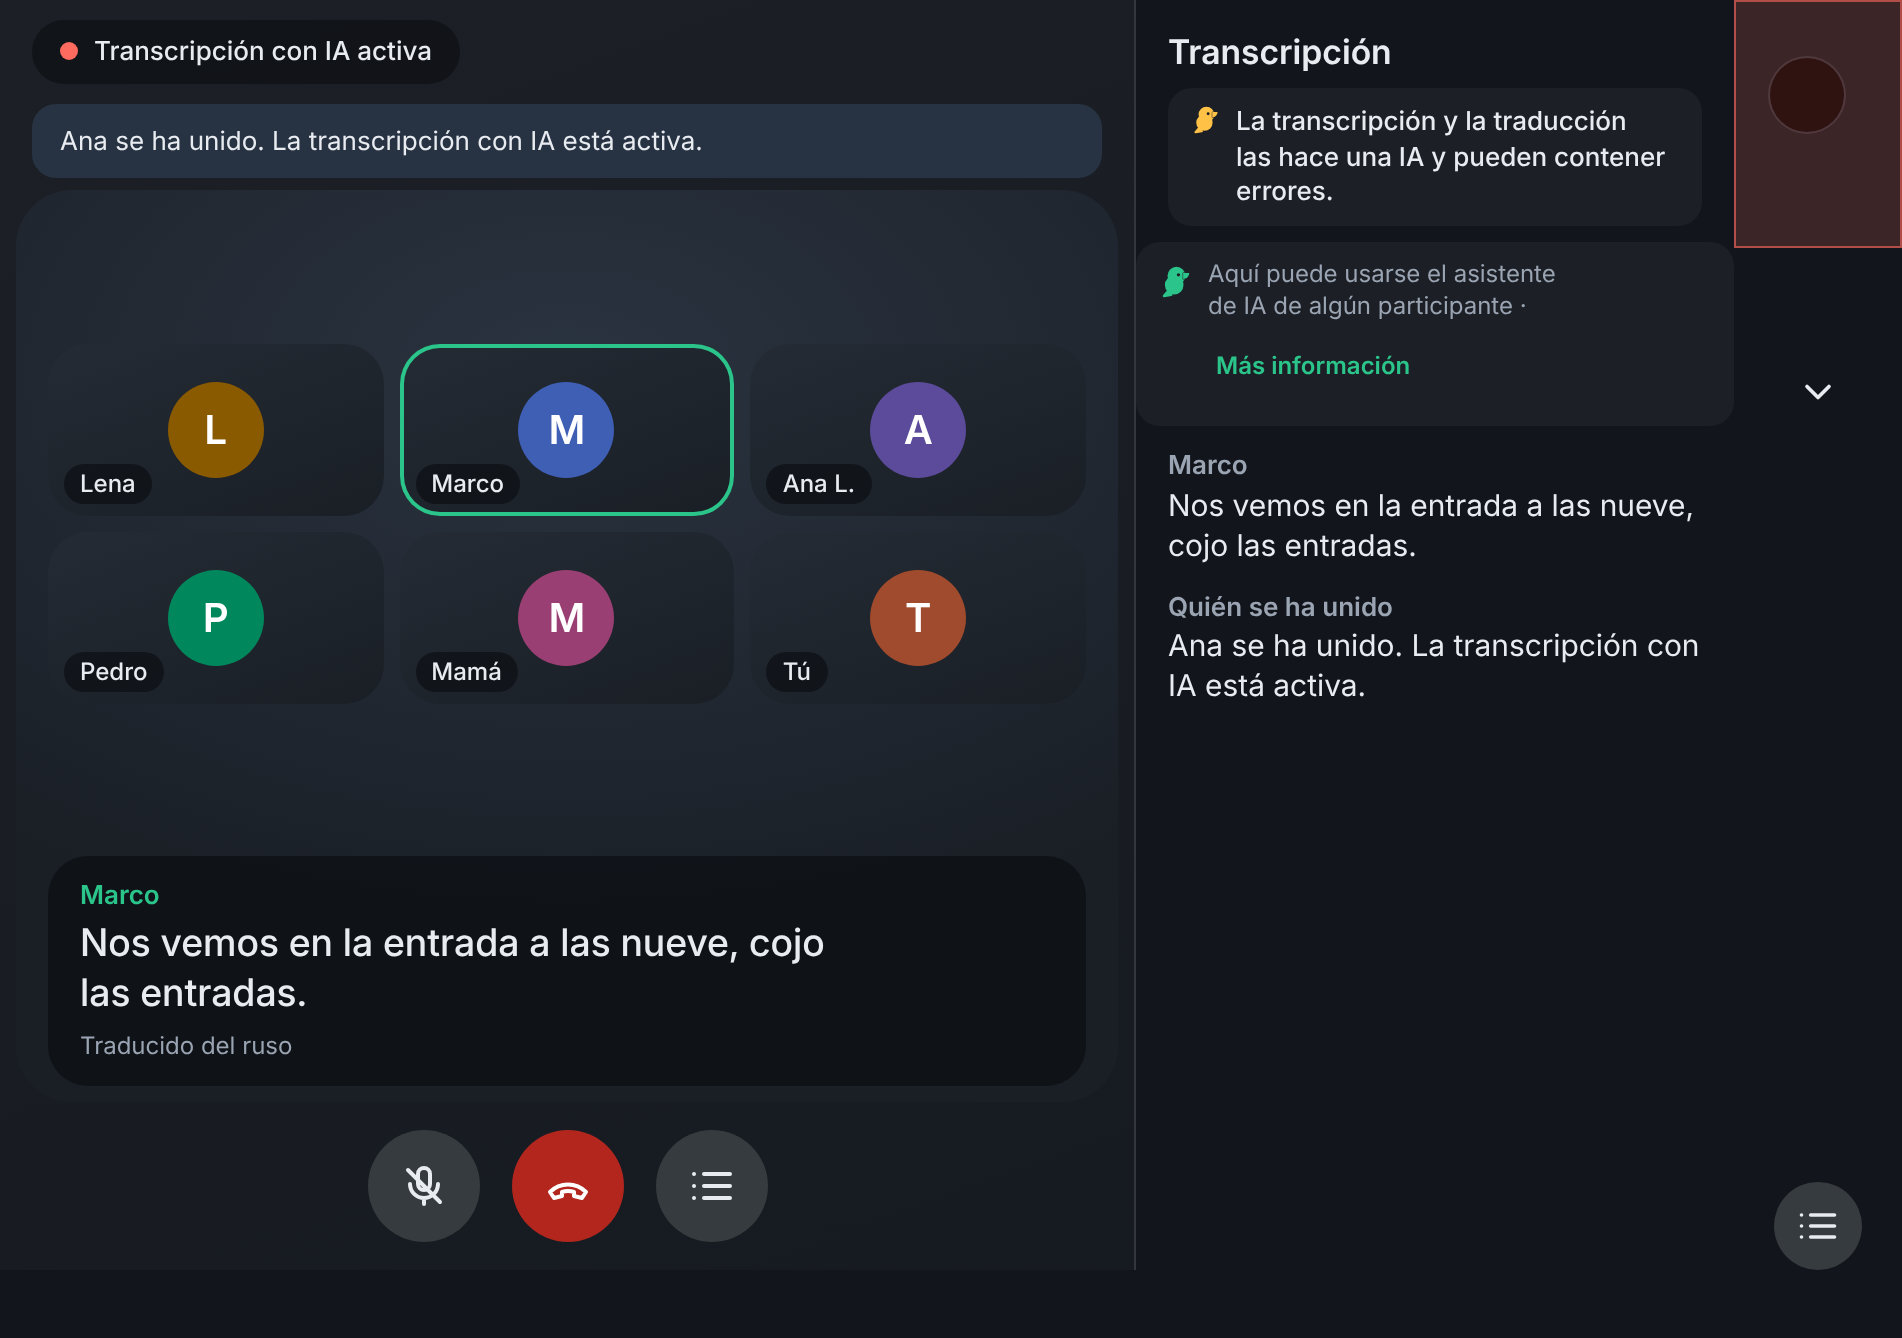 Transcripción con IA activa
Ana se ha unido. La transcripción con IA está activa.
L
Lena
M
Marco
A
Ana L.
P
Pedro
M
Mamá
T
Tú
Marco
Nos vemos en la entrada a las nueve, cojo
las entradas.
Traducido del ruso
Transcripción
La transcripción y la traducción
las hace una IA y pueden contener
errores.
Aquí puede usarse el asistente
de IA de algún participante ·
Más información
Marco
Nos vemos en la entrada a las nueve,
cojo las entradas.
Quién se ha unido
Ana se ha unido. La transcripción con
IA está activa.